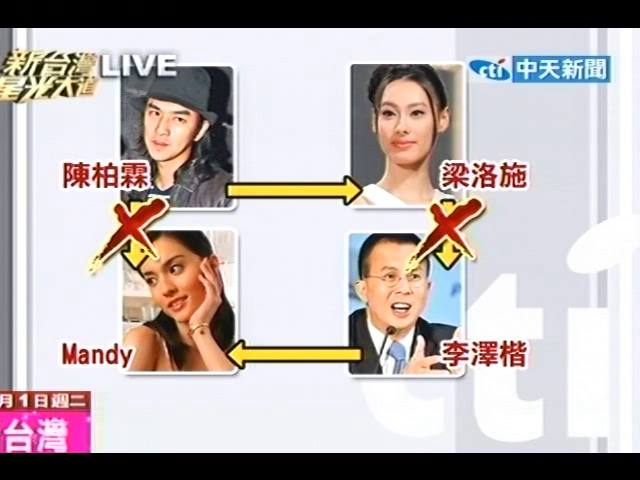 新台灣
星光大道
LIVE
cti 中天新聞
陳柏霖
梁洛施
Mandy
李澤楷
月1日週二
台灣
cti